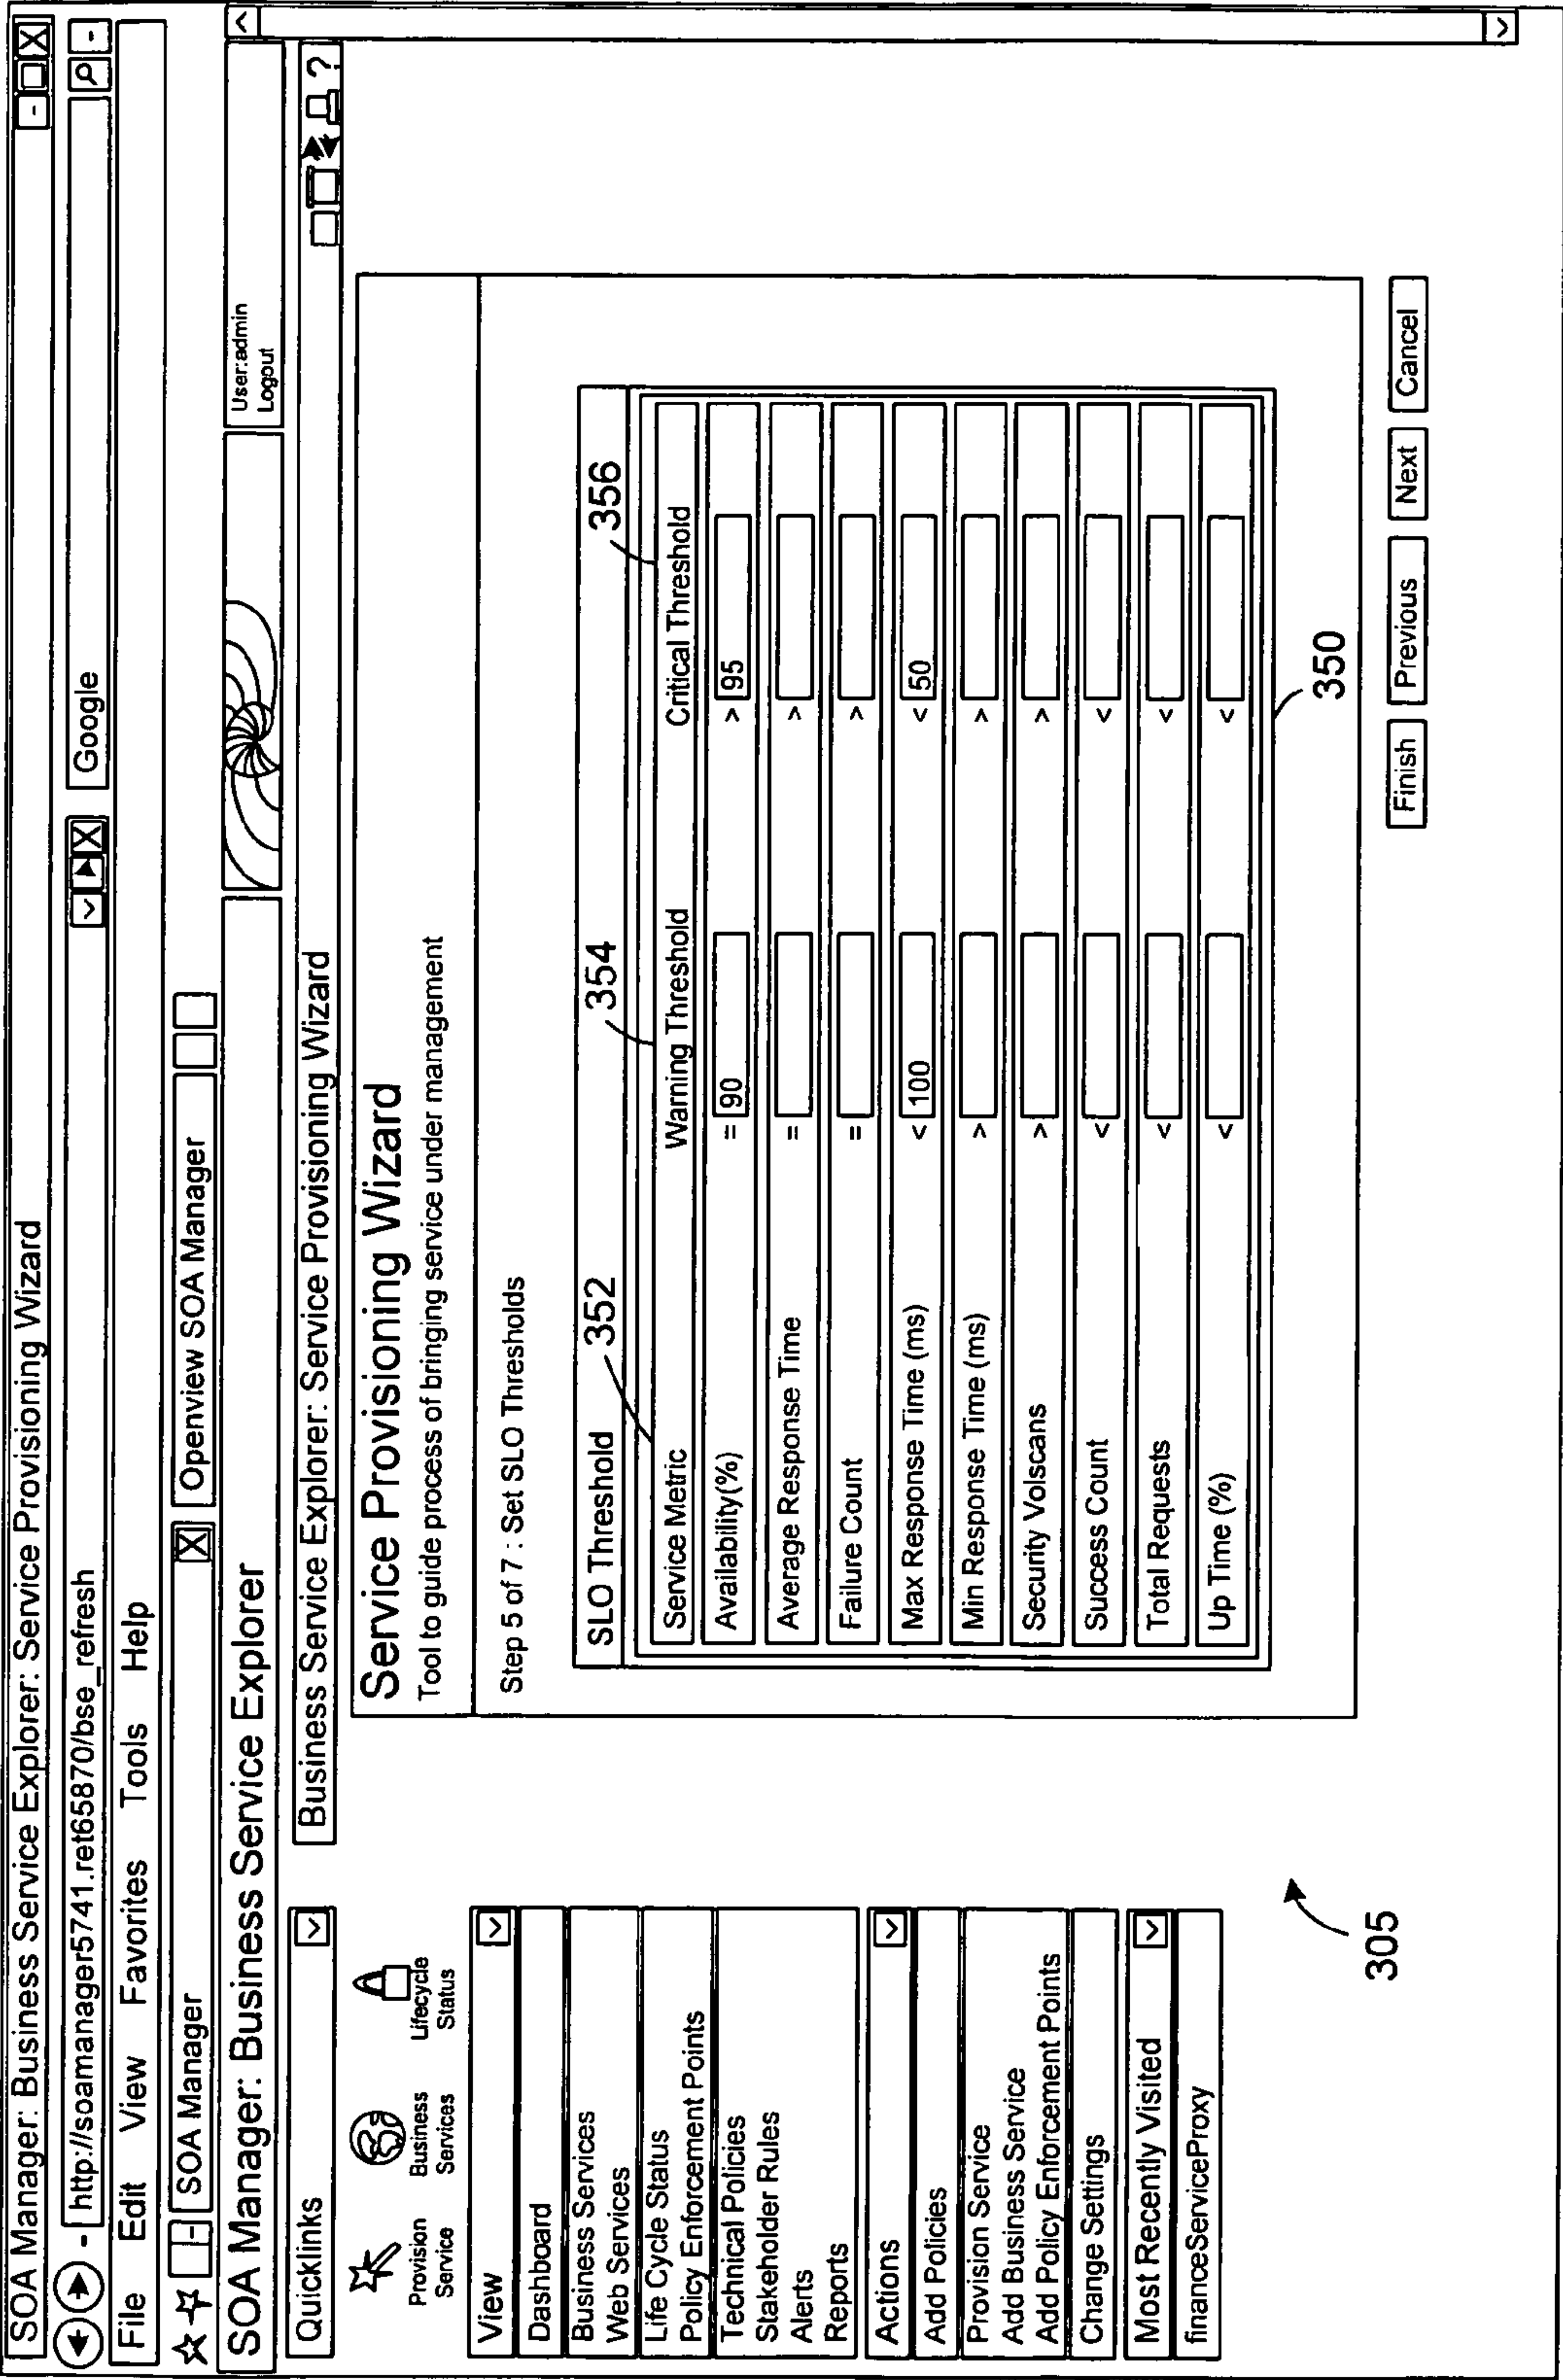 SOA Manager: Business Service Explorer: Service Provisioning Wizard
http://soamanager5741.ret65870/bse_refresh
Google
File Edit View Favorites Tools Help
SOA Manager
Openview SOA Manager
SOA Manager: Business Service Explorer
User:admin
Logout
Quicklinks
Business Service Explorer: Service Provisioning Wizard
?
Provision
Service
Business
Services
Lifecycle
Status
View
Dashboard
Business Services
Web Services
Life Cycle Status
Policy Enforcement Points
Technical Policies
Stakeholder Rules
Alerts
Reports
Actions
Add Policies
Provision Service
Add Business Service
Add Policy Enforcement Points
Change Settings
Most Recently Visited
financeServiceProxy
305
Service Provisioning Wizard
Tool to guide process of bringing service under management
Step 5 of 7 : Set SLO Thresholds
352
354
356
SLO Threshold
Service Metric Warning Threshold Critical Threshold
Availability(%) = 90 > 95
Average Response Time = >
Failure Count = >
Max Response Time (ms) < 100 < 50
Min Response Time (ms) > >
Security Volscans > >
Success Count < <
Total Requests < <
Up Time (%) < <
350
Finish Previous Next Cancel